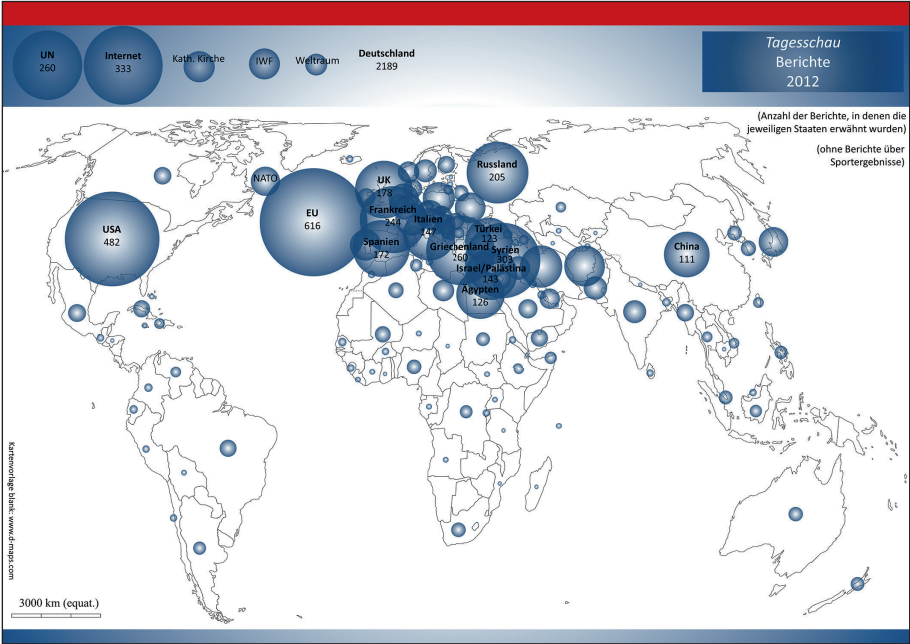 UN
260
Internet
333
Kath. Kirche
IWF
Weltraum
Deutschland
2189
Tagesschau
Berichte
2012
(Anzahl der Berichte, in denen die
jeweiligen Staaten erwähnt wurden)
(ohne Berichte über
Sportergebnisse)
NATO
USA
482
EU
616
UK
178
Russland
205
Frankreich
244
Italien
147
Spanien
172
Türkei
123
Griechenland
260
Syrien
303
Israel/Palästina
143
Ägypten
126
China
111
Kartenvorlage blank: www.d-maps.com
3000 km (equat.)